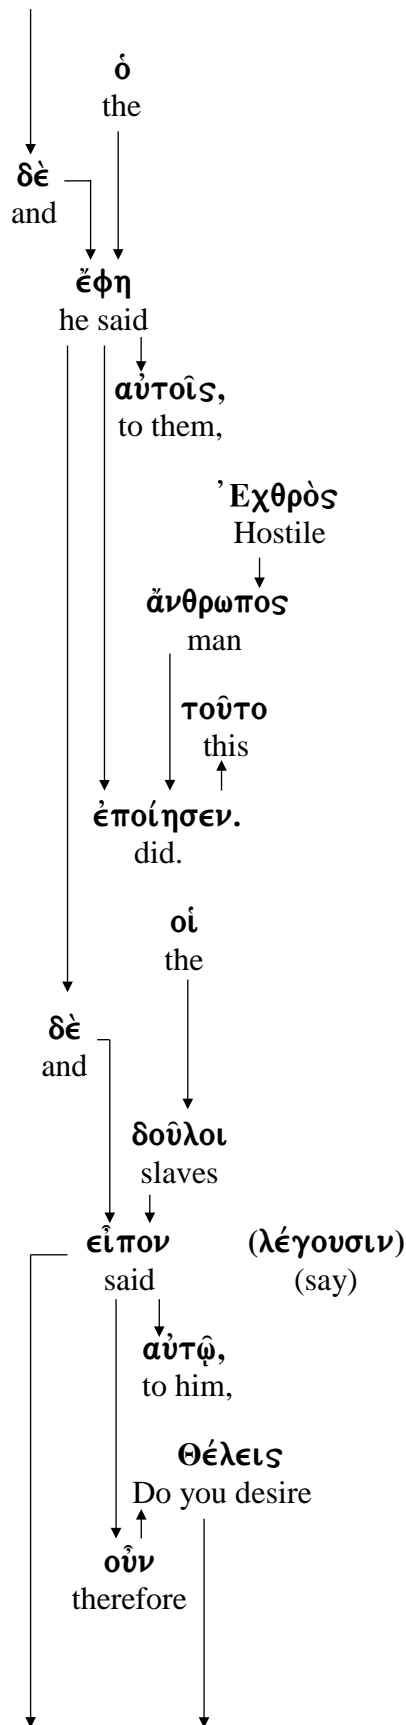 ὁ
the
δὲ
and
ἔφη
he said
αὐτοῖς,
to them,
Ἐχθρὸς
Hostile
ἄνθρωπος
man
τοῦτο
this
ἐποίησεν.
did.
οἱ
the
δὲ
and
δοῦλοι
slaves
εἶπον (λέγουσιν)
said (say)
αὐτῷ,
to him,
Θέλεις
Do you desire
οὖν
therefore